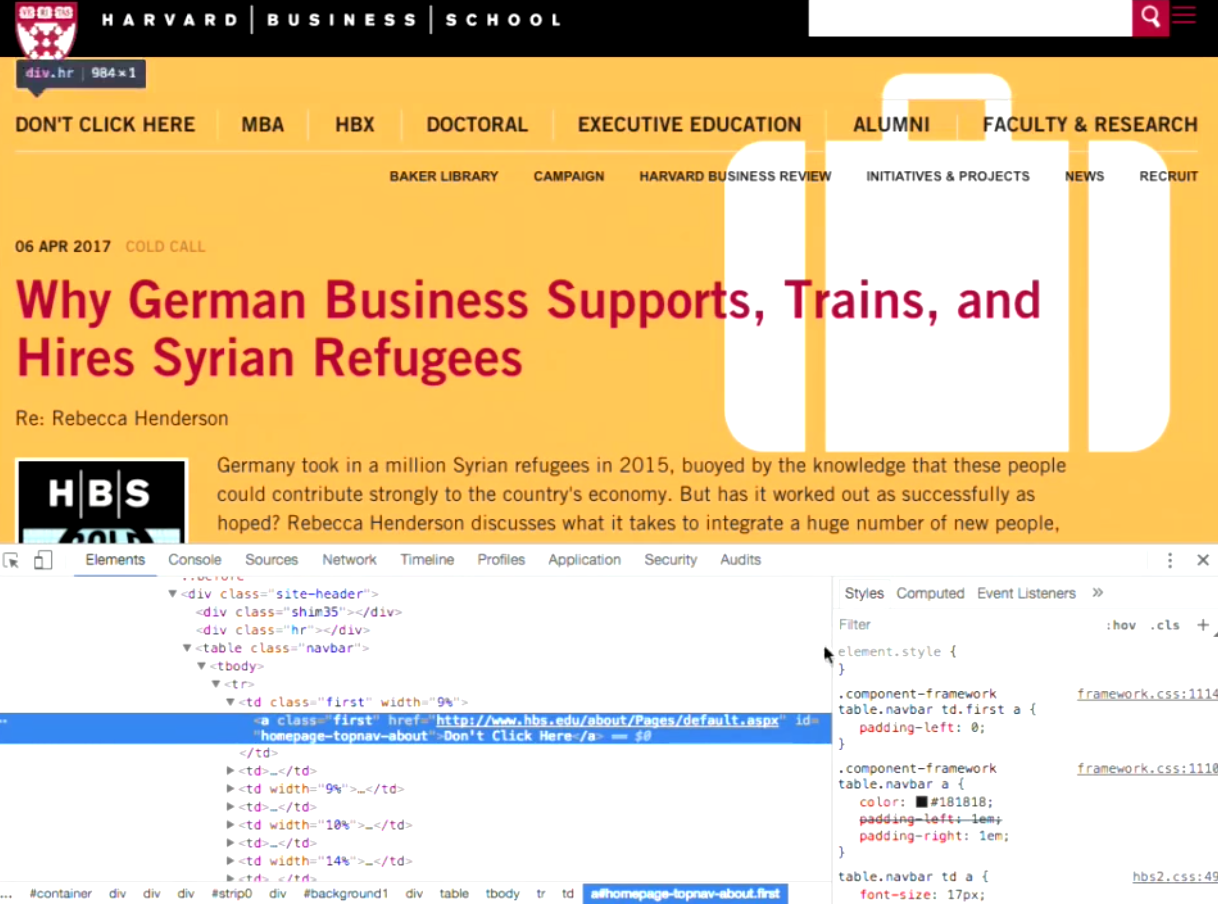 HARVARD | BUSINESS | SCHOOL
div.hr | 984×1
DON'T CLICK HERE MBA HBX DOCTORAL EXECUTIVE EDUCATION ALUMNI FACULTY & RESEARCH
BAKER LIBRARY CAMPAIGN HARVARD BUSINESS REVIEW INITIATIVES & PROJECTS NEWS RECRUIT
06 APR 2017 COLD CALL
Why German Business Supports, Trains, and
Hires Syrian Refugees
Re: Rebecca Henderson
H|B|S
COLD
Germany took in a million Syrian refugees in 2015, buoyed by the knowledge that these people
could contribute strongly to the country's economy. But has it worked out as successfully as
hoped? Rebecca Henderson discusses what it takes to integrate a huge number of new people,
Elements Console Sources Network Timeline Profiles Application Security Audits
::before
<div class="site-header">
<div class="shim35"></div>
<div class="hr"></div>
<table class="navbar">
<tbody>
<tr>
<td class="first" width="9%">
<a class="first" href="http://www.hbs.edu/about/Pages/default.aspx" id=
"homepage-topnav-about">Don't Click Here</a> == $0
</td>
<td>…</td>
<td width="9%">…</td>
<td>…</td>
<td width="10%">…</td>
<td>…</td>
<td width="14%">…</td>
<td>…</td>
... #container div div div #strip0 div #background1 div table tbody tr td a#homepage-topnav-about.first
Styles Computed Event Listeners »
Filter :hov .cls +
element.style {
}
.component-framework framework.css:1114
table.navbar td.first a {
padding-left: 0;
}
.component-framework framework.css:1110
table.navbar a {
color: #181818;
padding-left: 1em;
padding-right: 1em;
}
table.navbar td a { hbs2.css:49
font-size: 17px;